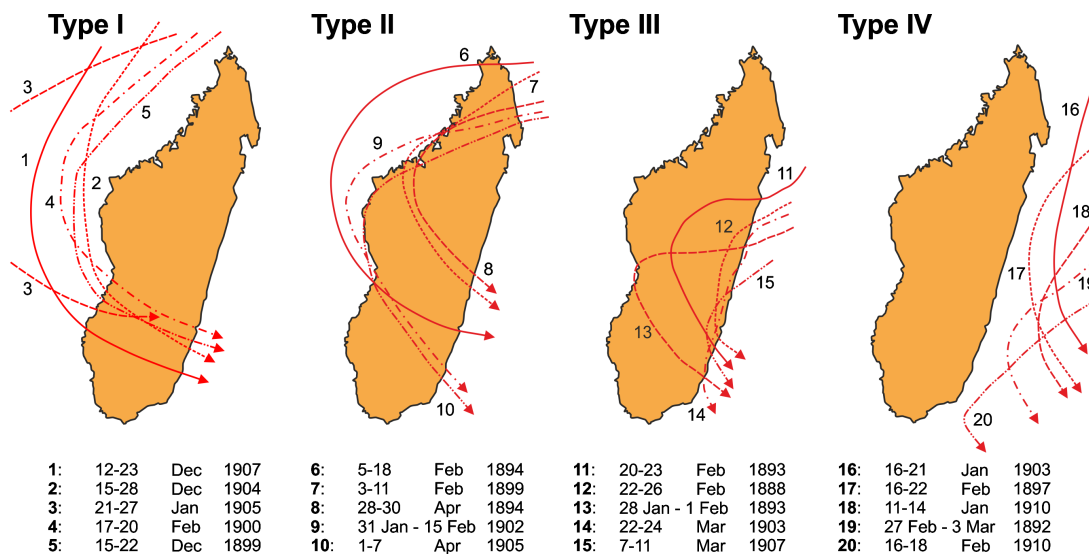 Type I
Type II
Type III
Type IV
3
1
4
2
5
3
6
7
9
8
10
11
12
15
13
14
16
18
17
19
20
1: 12-23 Dec 1907
2: 15-28 Dec 1904
3: 21-27 Jan 1905
4: 17-20 Feb 1900
5: 15-22 Dec 1899
6: 5-18 Feb 1894
7: 3-11 Feb 1899
8: 28-30 Apr 1894
9: 31 Jan - 15 Feb 1902
10: 1-7 Apr 1905
11: 20-23 Feb 1893
12: 22-26 Feb 1888
13: 28 Jan - 1 Feb 1893
14: 22-24 Mar 1903
15: 7-11 Mar 1907
16: 16-21 Jan 1903
17: 16-22 Feb 1897
18: 11-14 Jan 1910
19: 27 Feb - 3 Mar 1892
20: 16-18 Feb 1910